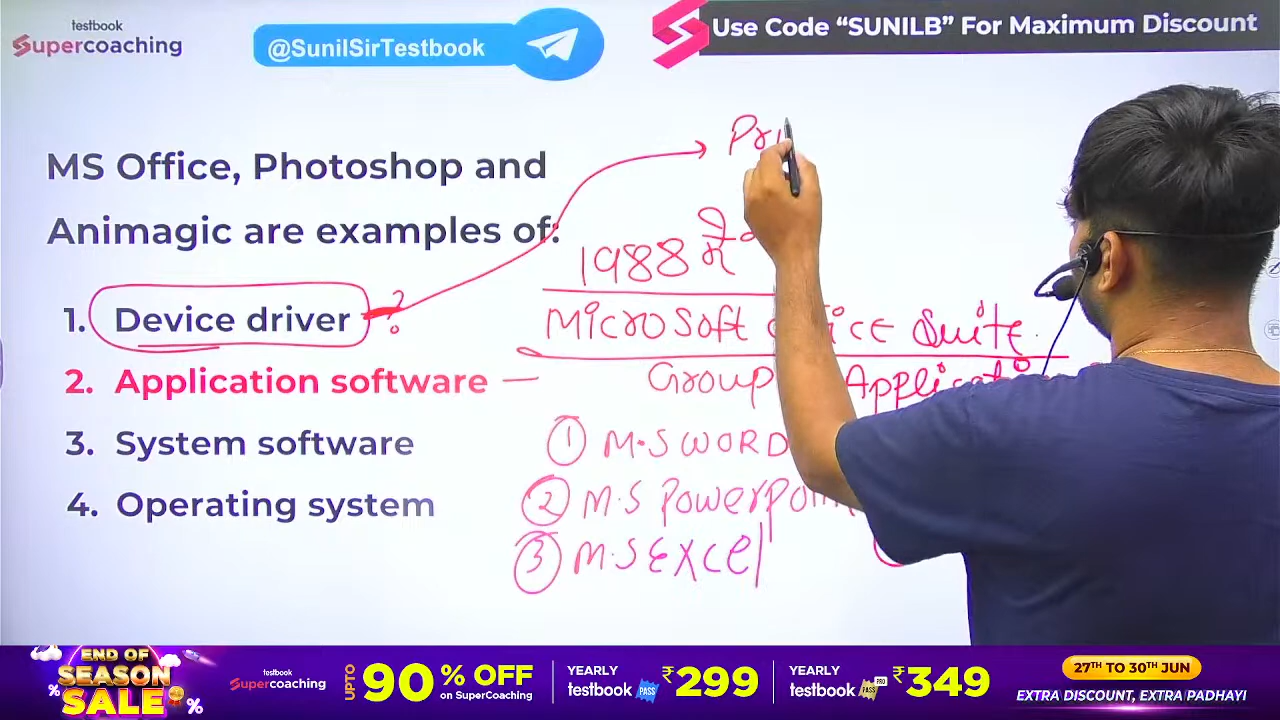 testbook
Supercoaching
@SunilSirTestbook
Use Code “SUNILB” For Maximum Discount
MS Office, Photoshop and
Animagic are examples of:
1. Device driver ?
2. Application software —
3. System software
4. Operating system
Pri
1988
Microsoft Suite.
Group Applicatio
① M.S WORD
② M.S Powerpoin
③ M.S Excel
END OF
SEASON
SALE
testbook
Supercoaching
UPTO 90% OFF
on SuperCoaching
YEARLY
testbook PASS ₹299
YEARLY
testbook PASS PRO ₹349
27TH TO 30TH JUN
EXTRA DISCOUNT, EXTRA PADHAYI